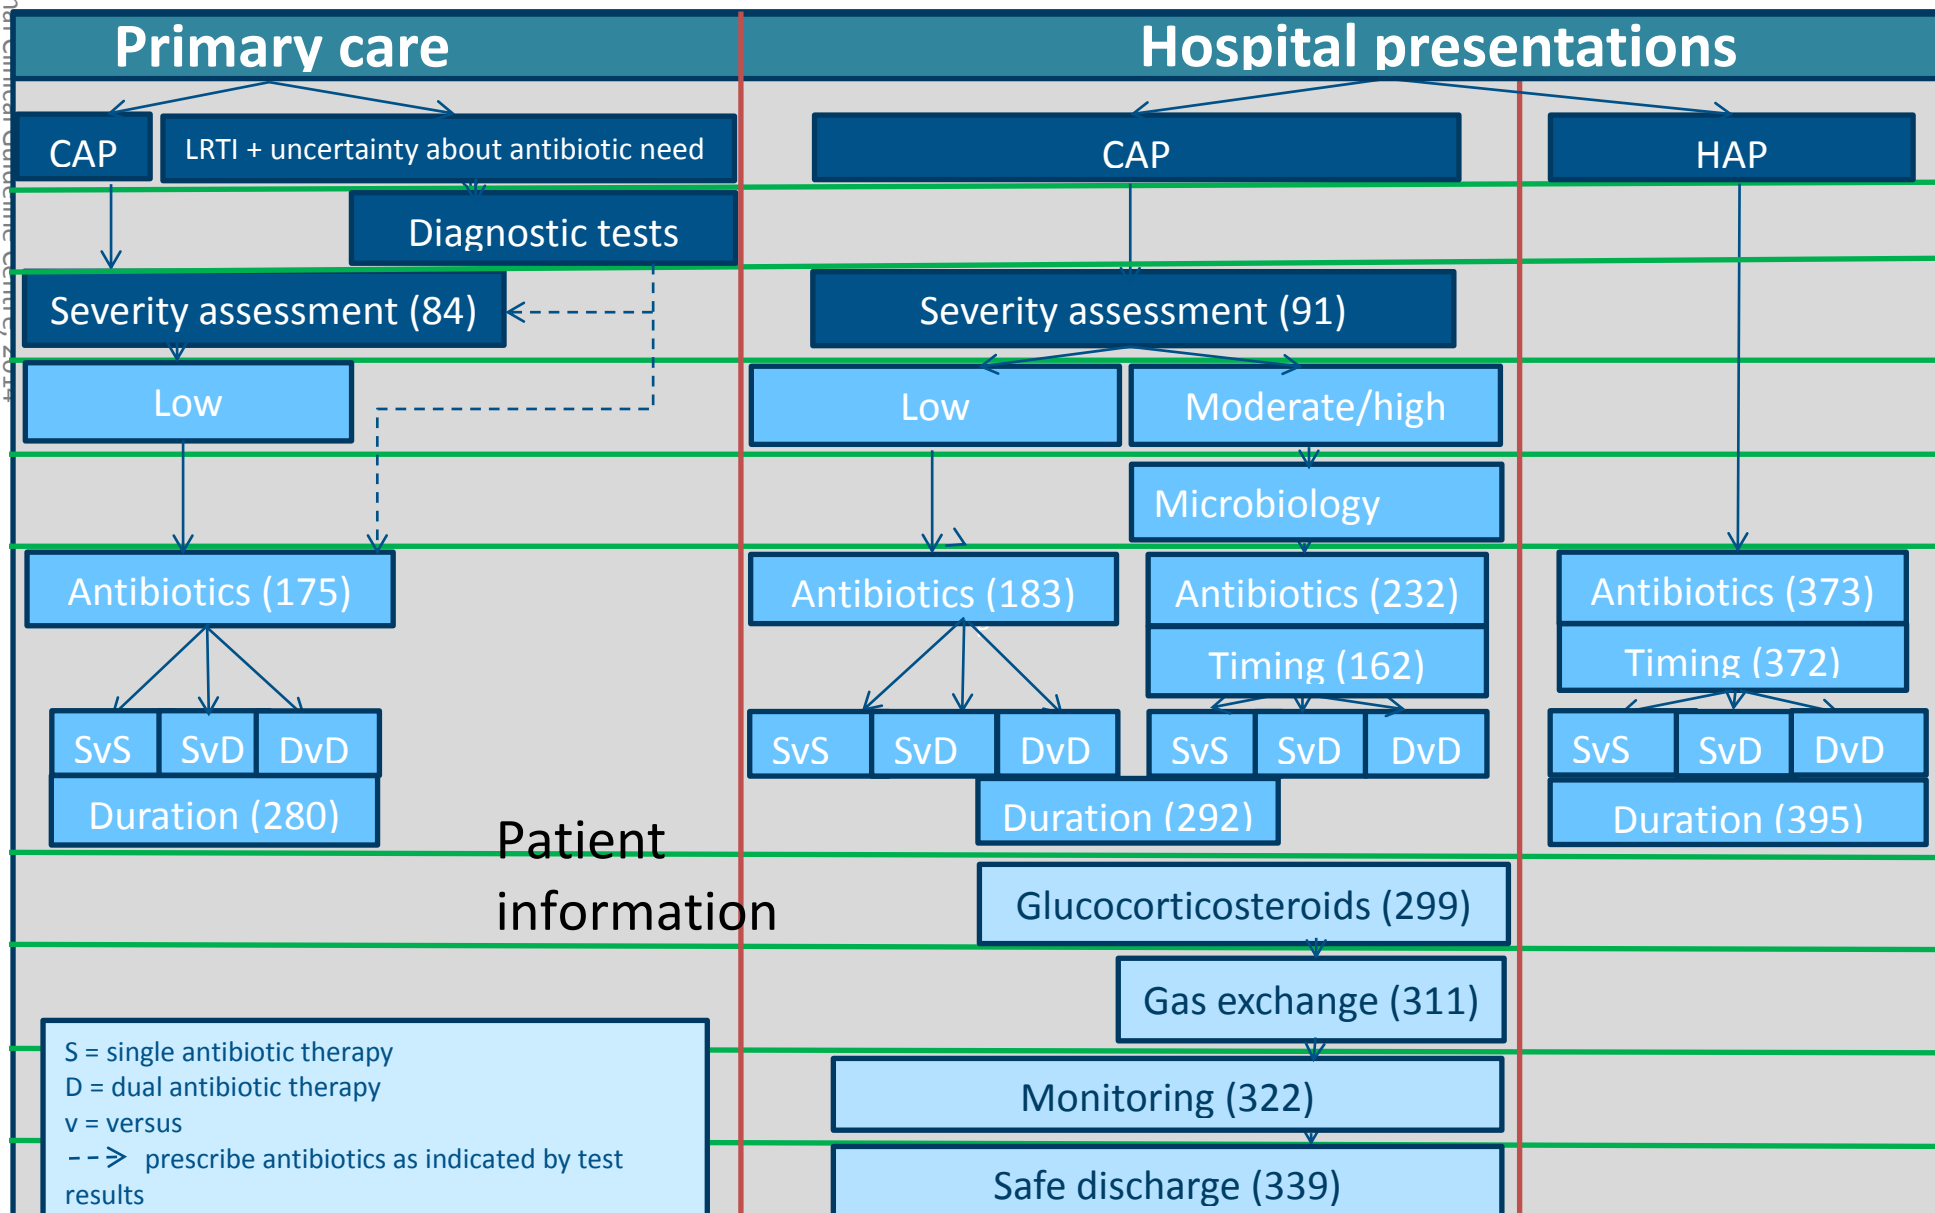 Primary care
Hospital presentations
CAP
LRTI + uncertainty about antibiotic need
CAP
HAP
Diagnostic tests
Severity assessment (84)
Severity assessment (91)
Low
Low
Moderate/high
Microbiology
Antibiotics (175)
Antibiotics (183)
Antibiotics (232)
Antibiotics (373)
Timing (162)
Timing (372)
SvS
SvD
DvD
SvS
SvD
DvD
SvS
SvD
DvD
SvS
SvD
DvD
Duration (280)
Duration (292)
Duration (395)
Patient
information
Glucocorticosteroids (299)
Gas exchange (311)
Monitoring (322)
Safe discharge (339)
S = single antibiotic therapy
D = dual antibiotic therapy
v = versus
prescribe antibiotics as indicated by test
results
Clinical Guideline Centre, 2014